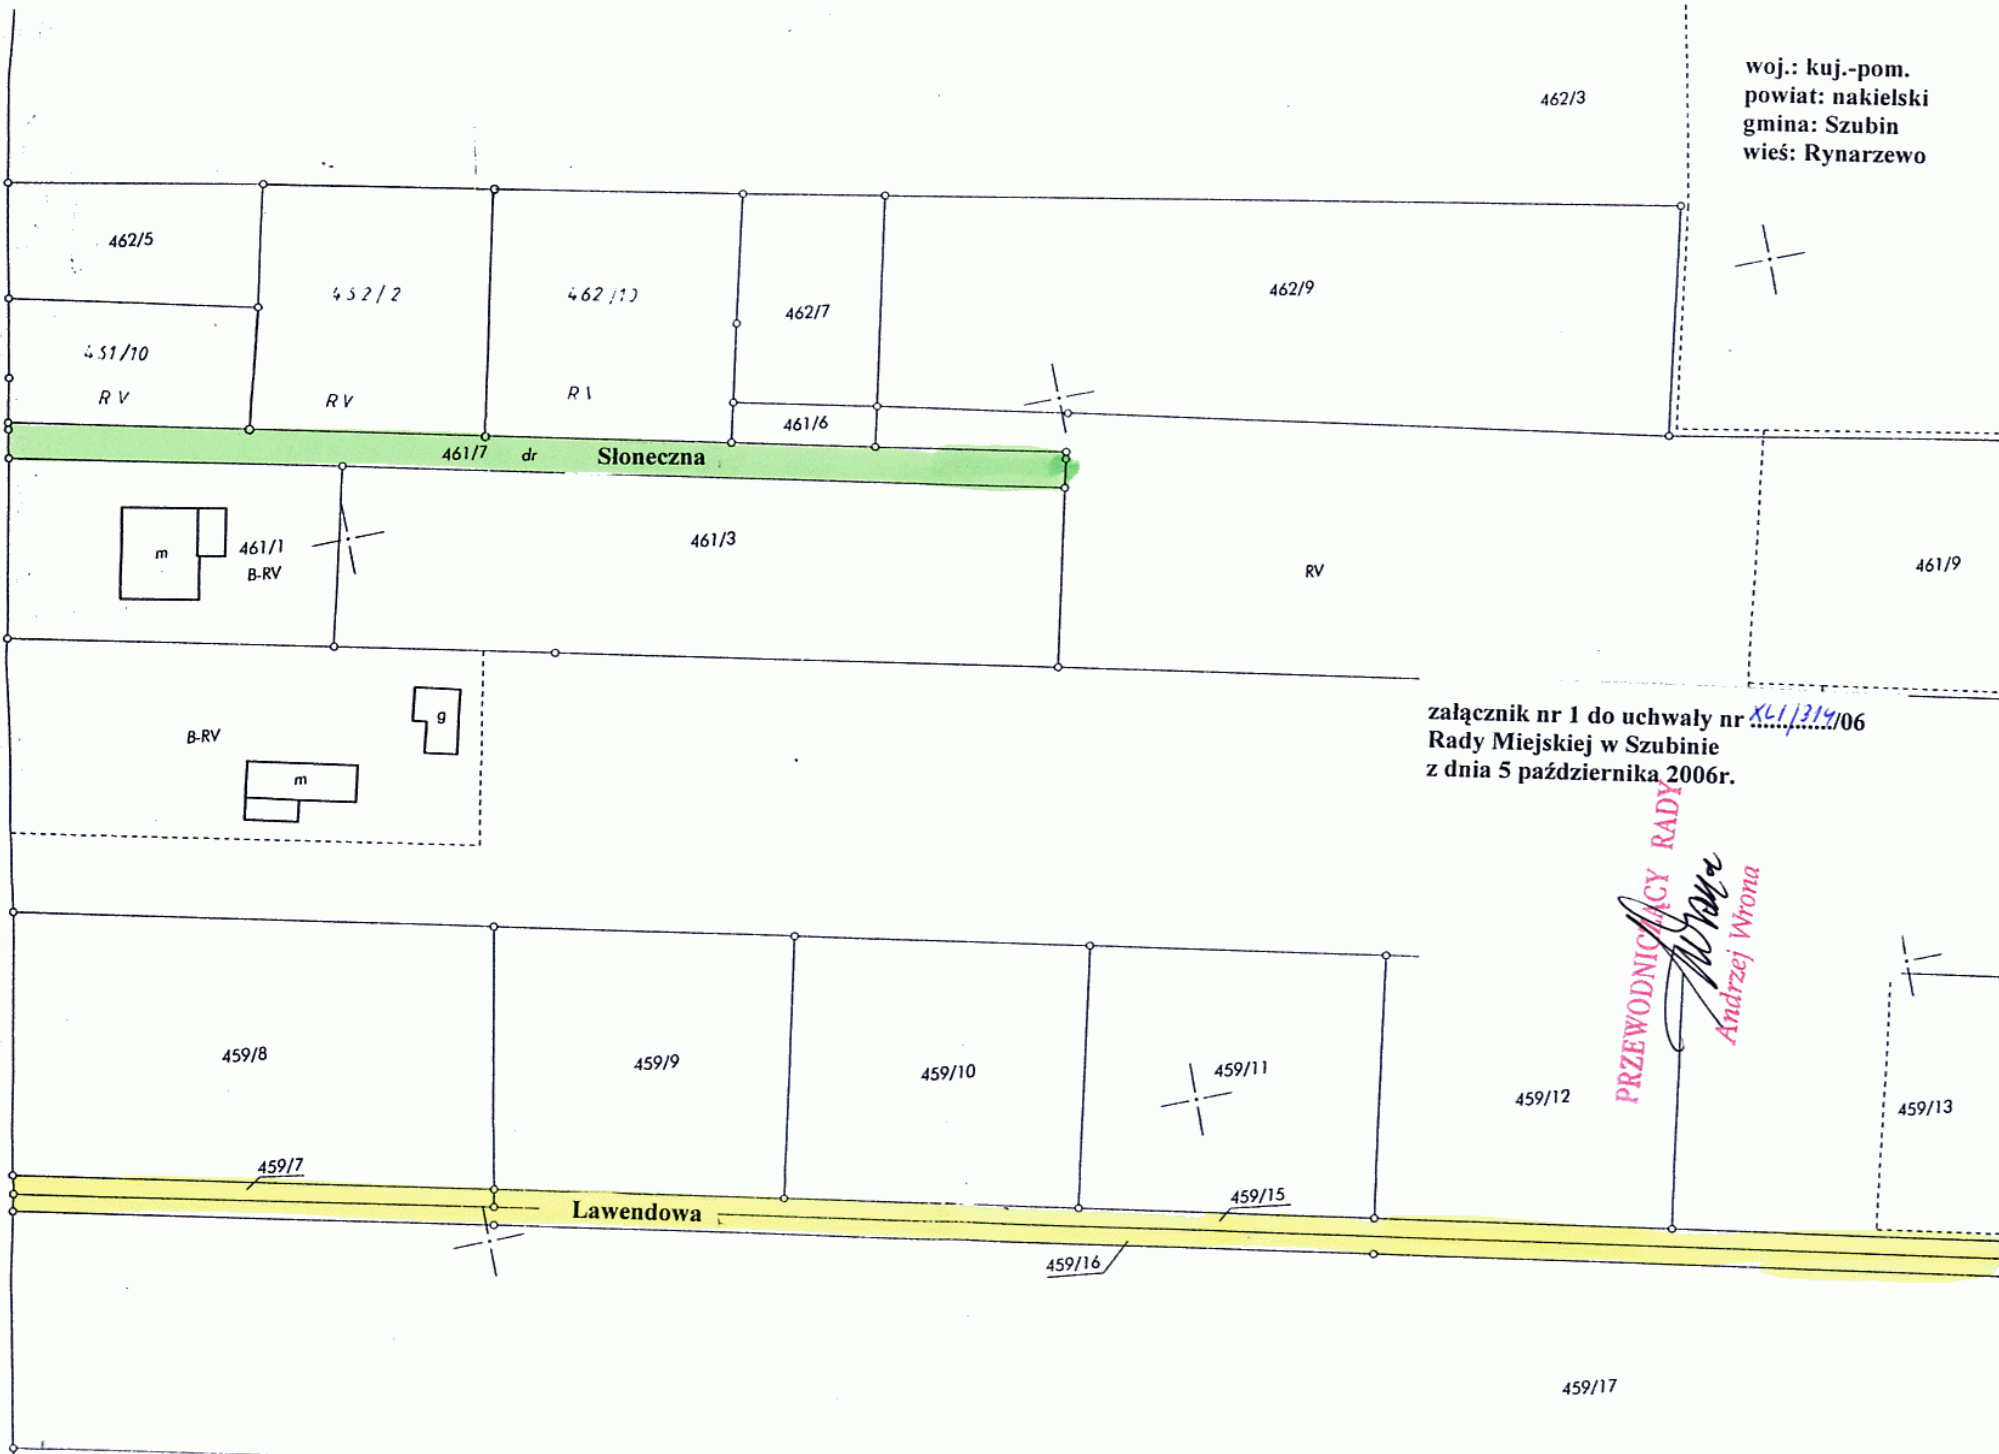 woj.: kuj.-pom.
powiat: nakielski
gmina: Szubin
wieś: Rynarzewo
462/3
462/5
462/10
462/7
462/9
RV
RV
461/6
461/7 dr Słoneczna
m
461/1
B-RV
461/3
RV
461/9
B-RV
g
m
załącznik nr 1 do uchwały nr XLI/314/06
Rady Miejskiej w Szubinie
z dnia 5 października 2006r.
PRZEWODNICZĄCY RADY
Andrzej Wrona
459/8
459/9
459/10
459/11
459/12
459/13
459/7
Lawendowa
459/15
459/16
459/17